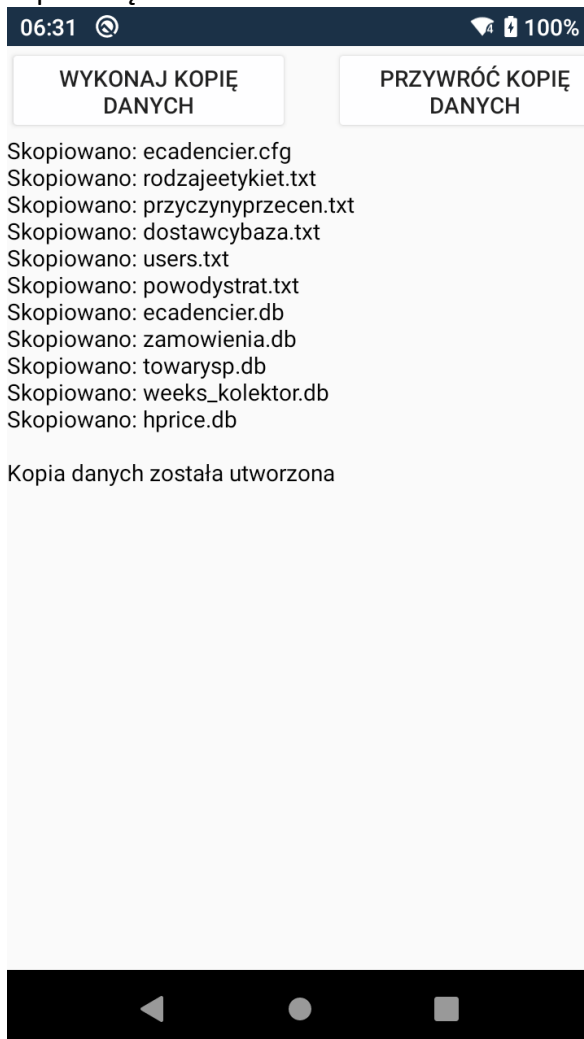 06:31 4 100%
WYKONAJ KOPIĘ
DANYCH
PRZYWRÓĆ KOPIĘ
DANYCH
Skopiowano: ecadencier.cfg
Skopiowano: rodzajeetykiet.txt
Skopiowano: przyczynyprzecen.txt
Skopiowano: dostawcybaza.txt
Skopiowano: users.txt
Skopiowano: powodystrat.txt
Skopiowano: ecadencier.db
Skopiowano: zamowienia.db
Skopiowano: towarysp.db
Skopiowano: weeks_kolektor.db
Skopiowano: hprice.db
Kopia danych została utworzona